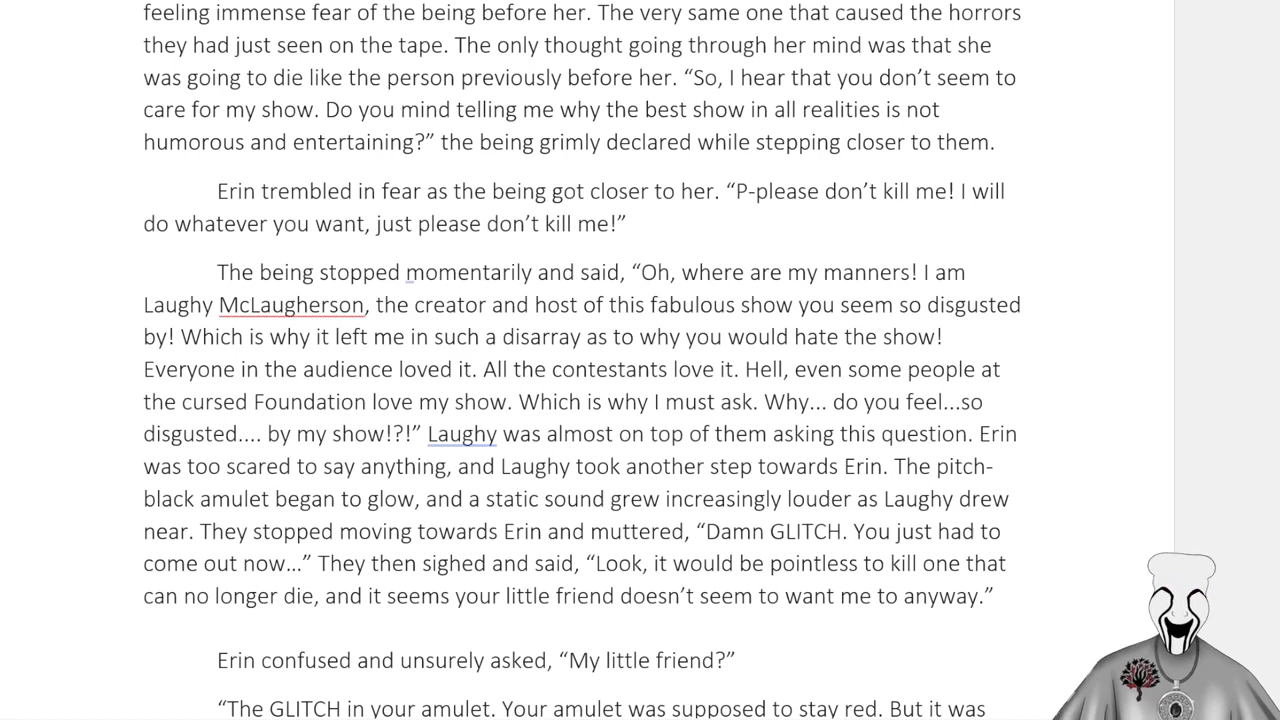 feeling immense fear of the being before her. The very same one that caused the horrors
they had just seen on the tape. The only thought going through her mind was that she
was going to die like the person previously before her. “So, I hear that you don’t seem to
care for my show. Do you mind telling me why the best show in all realities is not
humorous and entertaining?” the being grimly declared while stepping closer to them.
Erin trembled in fear as the being got closer to her. “P-please don’t kill me! I will
do whatever you want, just please don’t kill me!”
The being stopped momentarily and said, “Oh, where are my manners! I am
Laughy McLaugherson, the creator and host of this fabulous show you seem so disgusted
by! Which is why it left me in such a disarray as to why you would hate the show!
Everyone in the audience loved it. All the contestants love it. Hell, even some people at
the cursed Foundation love my show. Which is why I must ask. Why... do you feel...so
disgusted.... by my show!?!” Laughy was almost on top of them asking this question. Erin
was too scared to say anything, and Laughy took another step towards Erin. The pitch-
black amulet began to glow, and a static sound grew increasingly louder as Laughy drew
near. They stopped moving towards Erin and muttered, “Damn GLITCH. You just had to
come out now...” They then sighed and said, “Look, it would be pointless to kill one that
can no longer die, and it seems your little friend doesn’t seem to want me to anyway.”
Erin confused and unsurely asked, “My little friend?”
“The GLITCH in your amulet. Your amulet was supposed to stay red. But it was